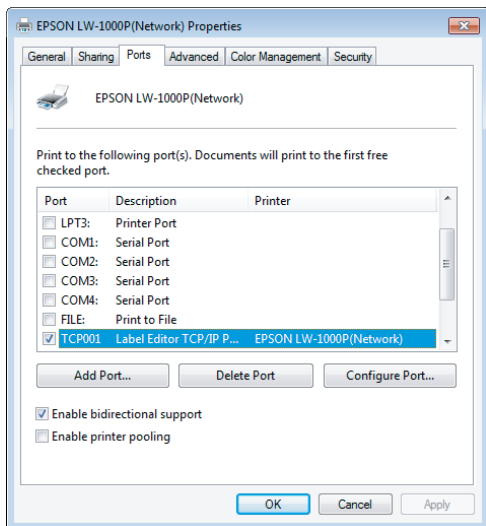 EPSON LW-1000P(Network) Properties
General Sharing Ports Advanced Color Management Security
EPSON LW-1000P(Network)
Print to the following port(s). Documents will print to the first free
checked port.
Port Description Printer
LPT3: Printer Port
COM1: Serial Port
COM2: Serial Port
COM3: Serial Port
COM4: Serial Port
FILE: Print to File
TCP001 Label Editor TCP/IP P... EPSON LW-1000P(Network)
Add Port... Delete Port Configure Port...
Enable bidirectional support
Enable printer pooling
OK Cancel Apply